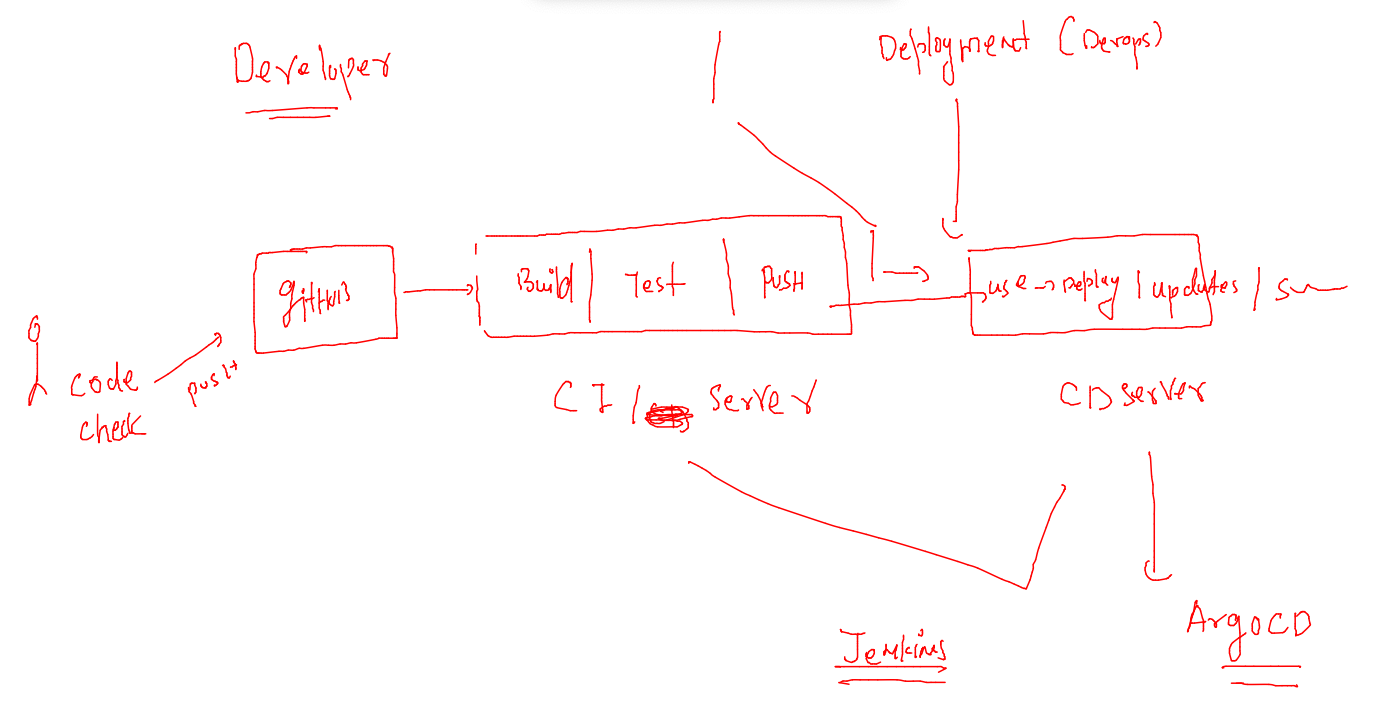 Developer
Deployment (Devops)
GitHUB
Build | Test | PUSH
use → Deploy | updates |
code
check
push
CI / Server
CD Server
Jenkins
ArgoCD